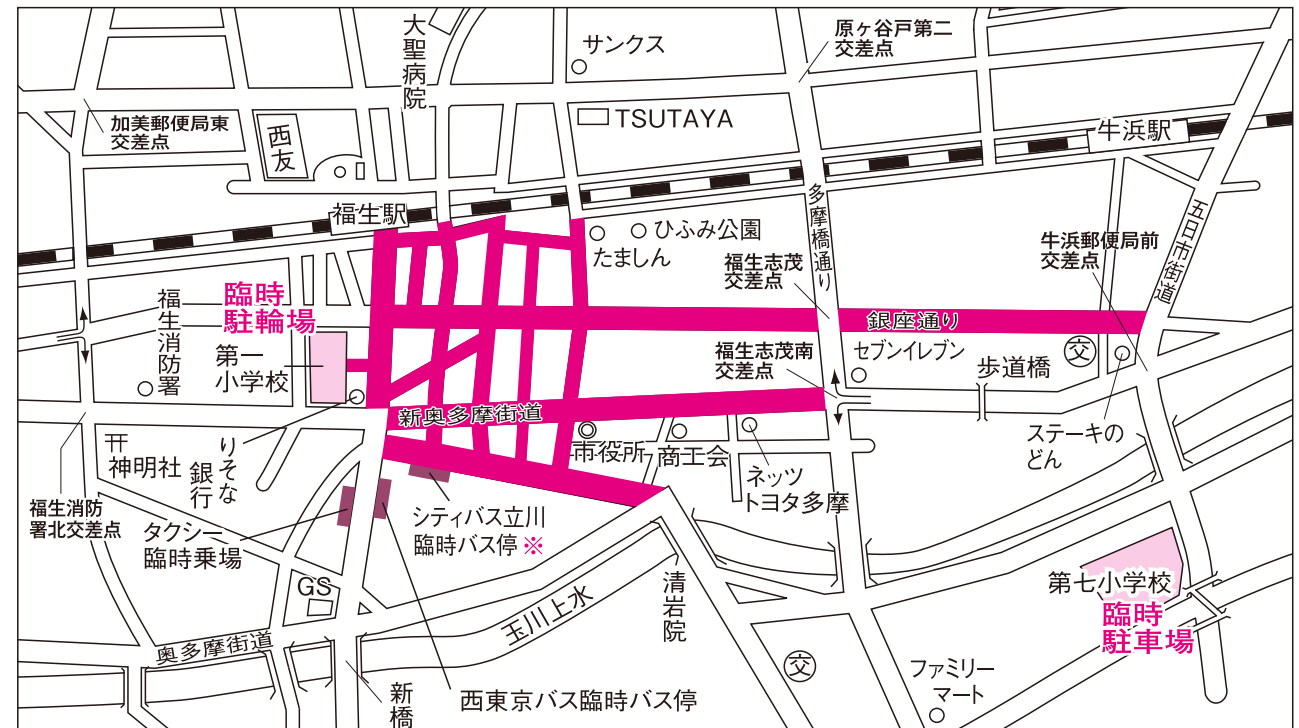 大聖病院
サンクス
原ヶ谷戸第二
交差点
TSUTAYA
加美郵便局東
交差点
西友
牛浜駅
福生駅
多摩橋通り
五日市街道
ひふみ公園
たましん
牛浜郵便局前
交差点
福生志茂
交差点
臨時
駐輪場
福生消防署
銀座通り
第一
小学校
福生志茂南
交差点
セブンイレブン
交
歩道橋
新奥多摩街道
市役所
商工会
ステーキの
どん
神明社
りそな
銀行
ネッツ
トヨタ多摩
福生消防
署北交差点
タクシー
臨時乗場
シティバス立川
臨時バス停※
GS
清岩院
第七小学校
臨時
駐車場
玉川上水
奥多摩街道
交
ファミリー
マート
新橋
西東京バス臨時バス停